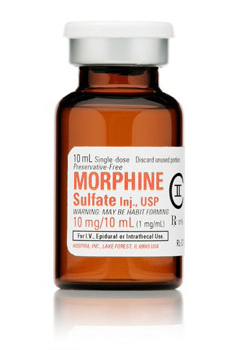 10 mL Single-dose Discard unused portion
Preservative-Free
MORPHINE
CII
Sulfate Inj., USP
WARNING: MAY BE HABIT FORMING
10 mg/10 mL (1 mg/mL)
For I.V., Epidural or Intrathecal Use
HOSPIRA, INC., LAKE FOREST, IL 60045 USA